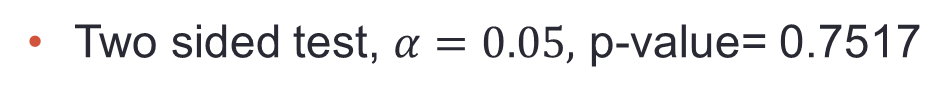 • Two sided test, 𝛼 = 0.05, p-value= 0.7517